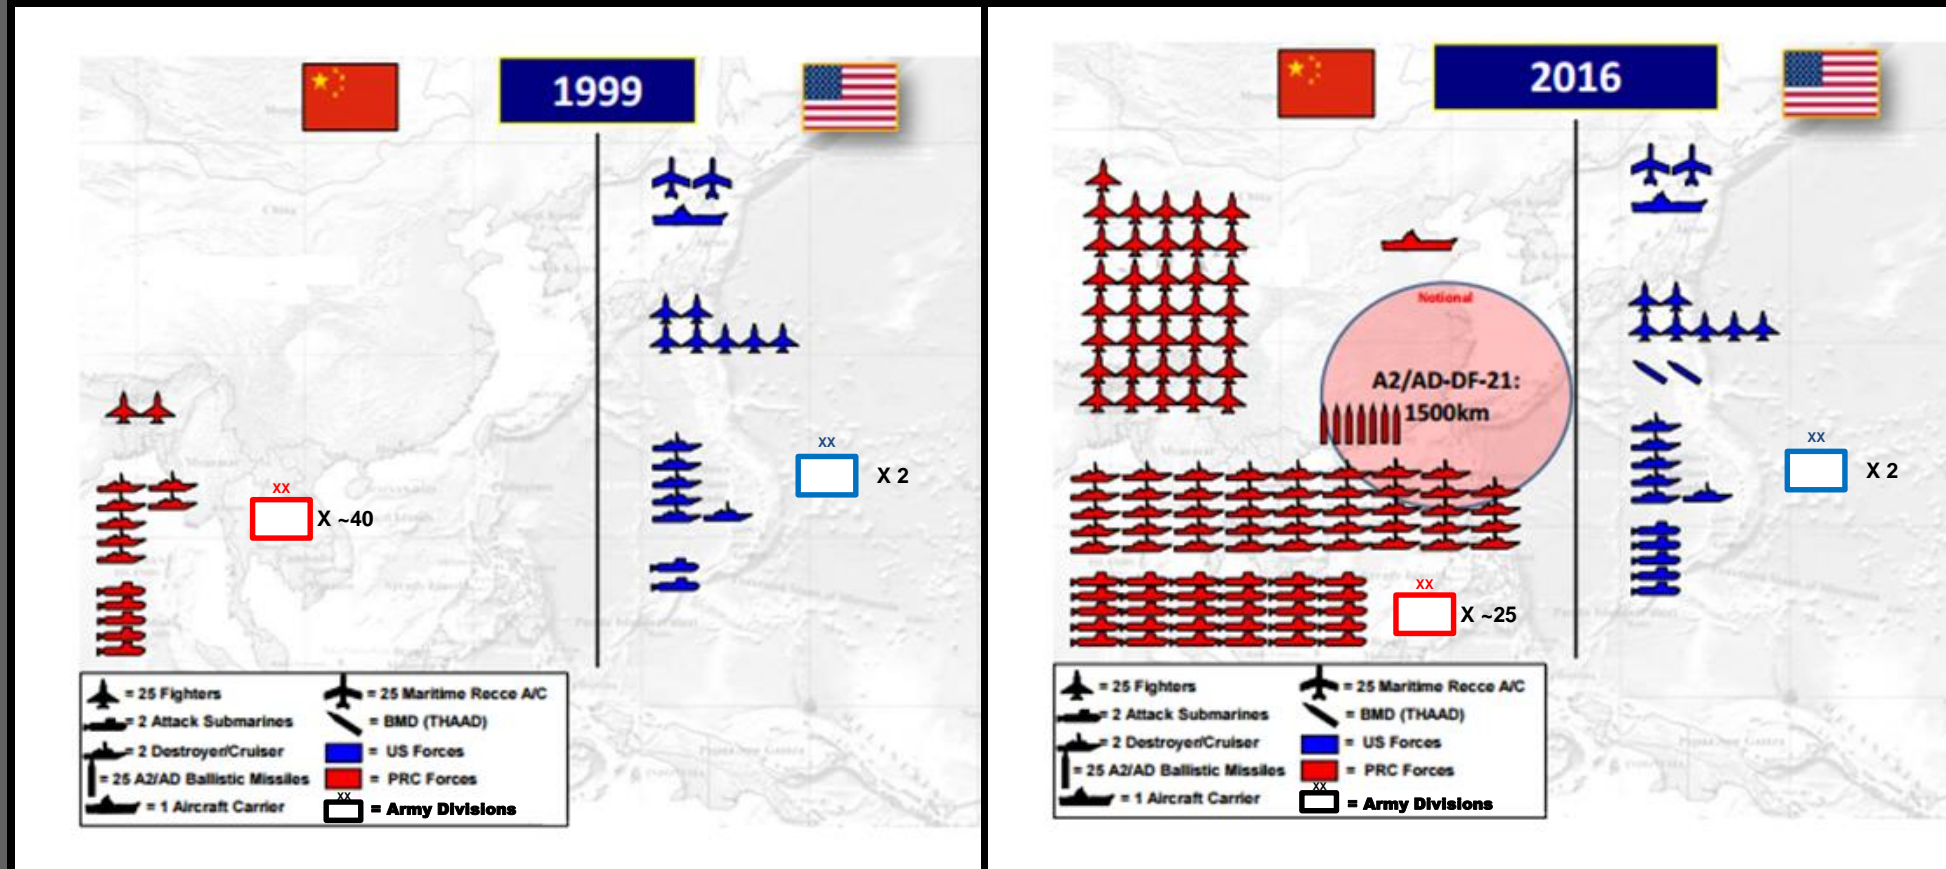 1999
XX
X 2
XX
X ~40
= 25 Fighters
= 25 Maritime Recce A/C
= 2 Attack Submarines
= BMD (THAAD)
= 2 Destroyer/Cruiser
= US Forces
= 25 A2/AD Ballistic Missiles
= PRC Forces
= 1 Aircraft Carrier
XX
= Army Divisions
2016
Notional
A2/AD-DF-21:
1500km
XX
X 2
XX
X ~25
= 25 Fighters
= 25 Maritime Recce A/C
= 2 Attack Submarines
= BMD (THAAD)
= 2 Destroyer/Cruiser
= US Forces
= 25 A2/AD Ballistic Missiles
= PRC Forces
= 1 Aircraft Carrier
XX
= Army Divisions